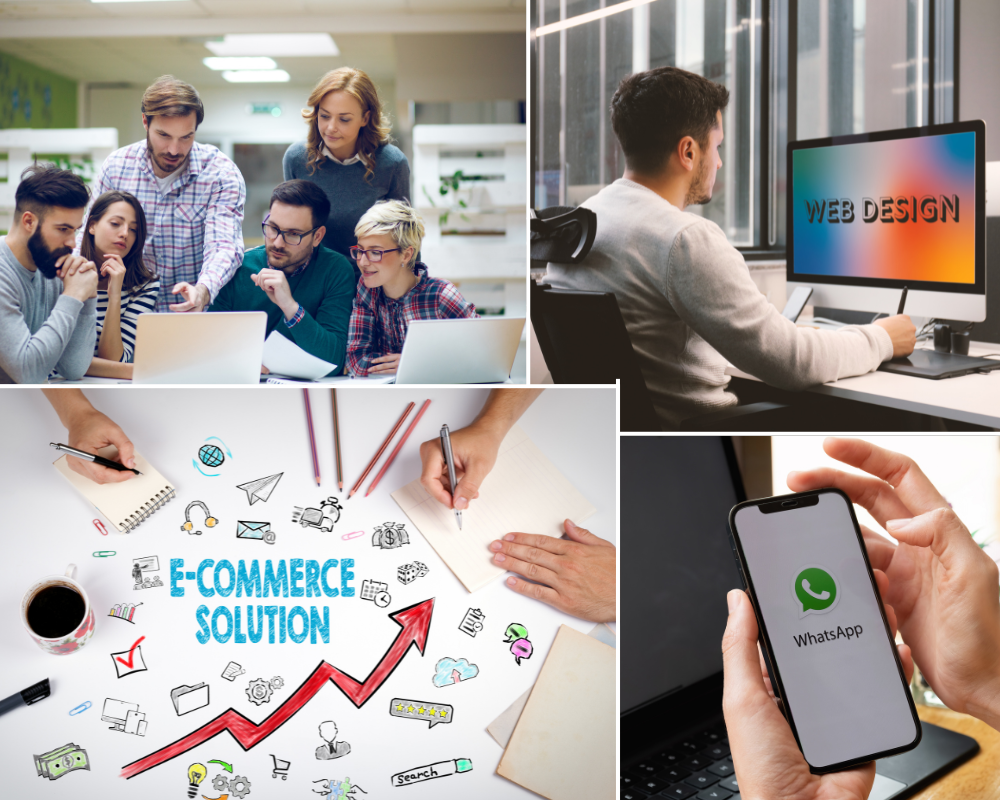 WEB DESIGN
E-COMMERCE
SOLUTION
search
WhatsApp